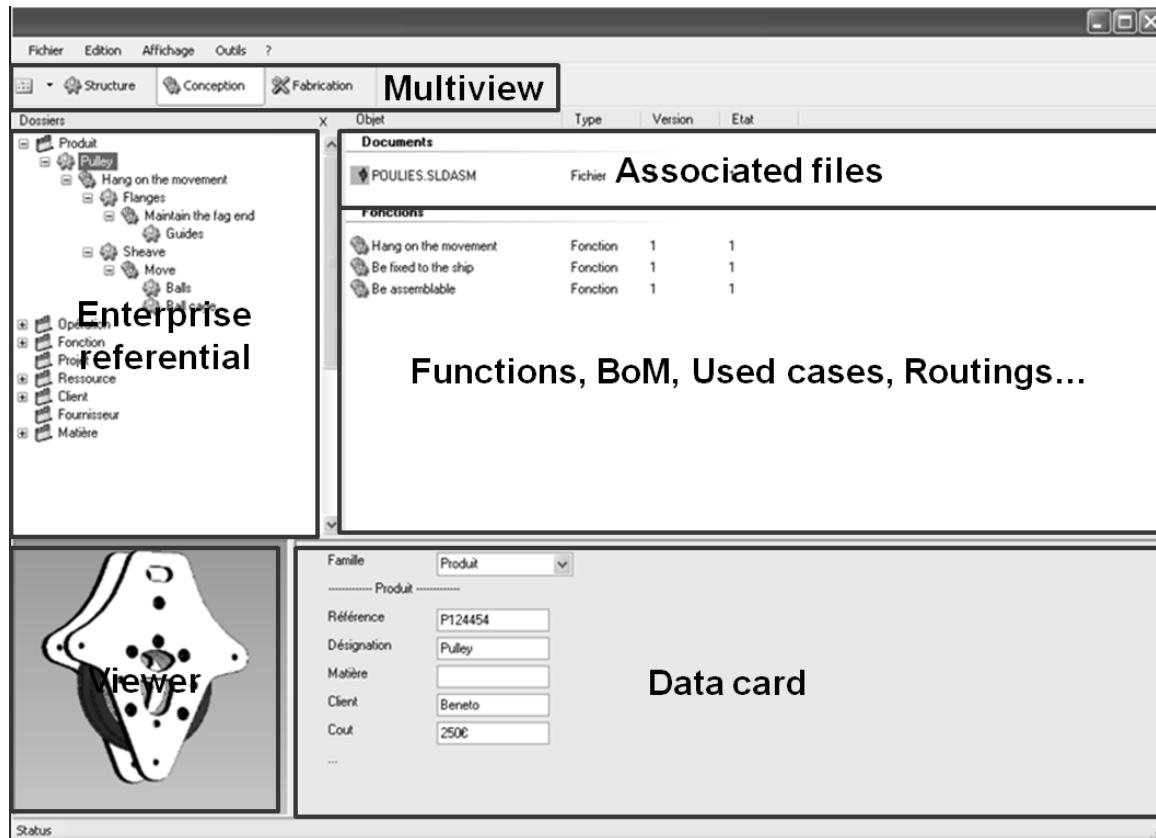 Fichier Edition Affichage Outils ?
Structure Conception Fabrication Multiview
Dossiers X Objet Type Version Etat
Produit
Pulley
Hang on the movement
Flanges
Maintain the fag end
Guides
Sheave
Move
Balls
Ball cage
Opération
Fonction
Projet
Ressource
Client
Fournisseur
Matière
Enterprise
referential
Documents
POULIES.SLDASM Fichier
Associated files
Fonctions
Hang on the movement Fonction 1 1
Be fixed to the ship Fonction 1 1
Be assemblable Fonction 1 1
Functions, BoM, Used cases, Routings...
Viewer
Famille Produit
------------ Produit ------------
Référence P124454
Désignation Pulley
Matière
Client Beneto
Cout 250€
...
Data card
Status